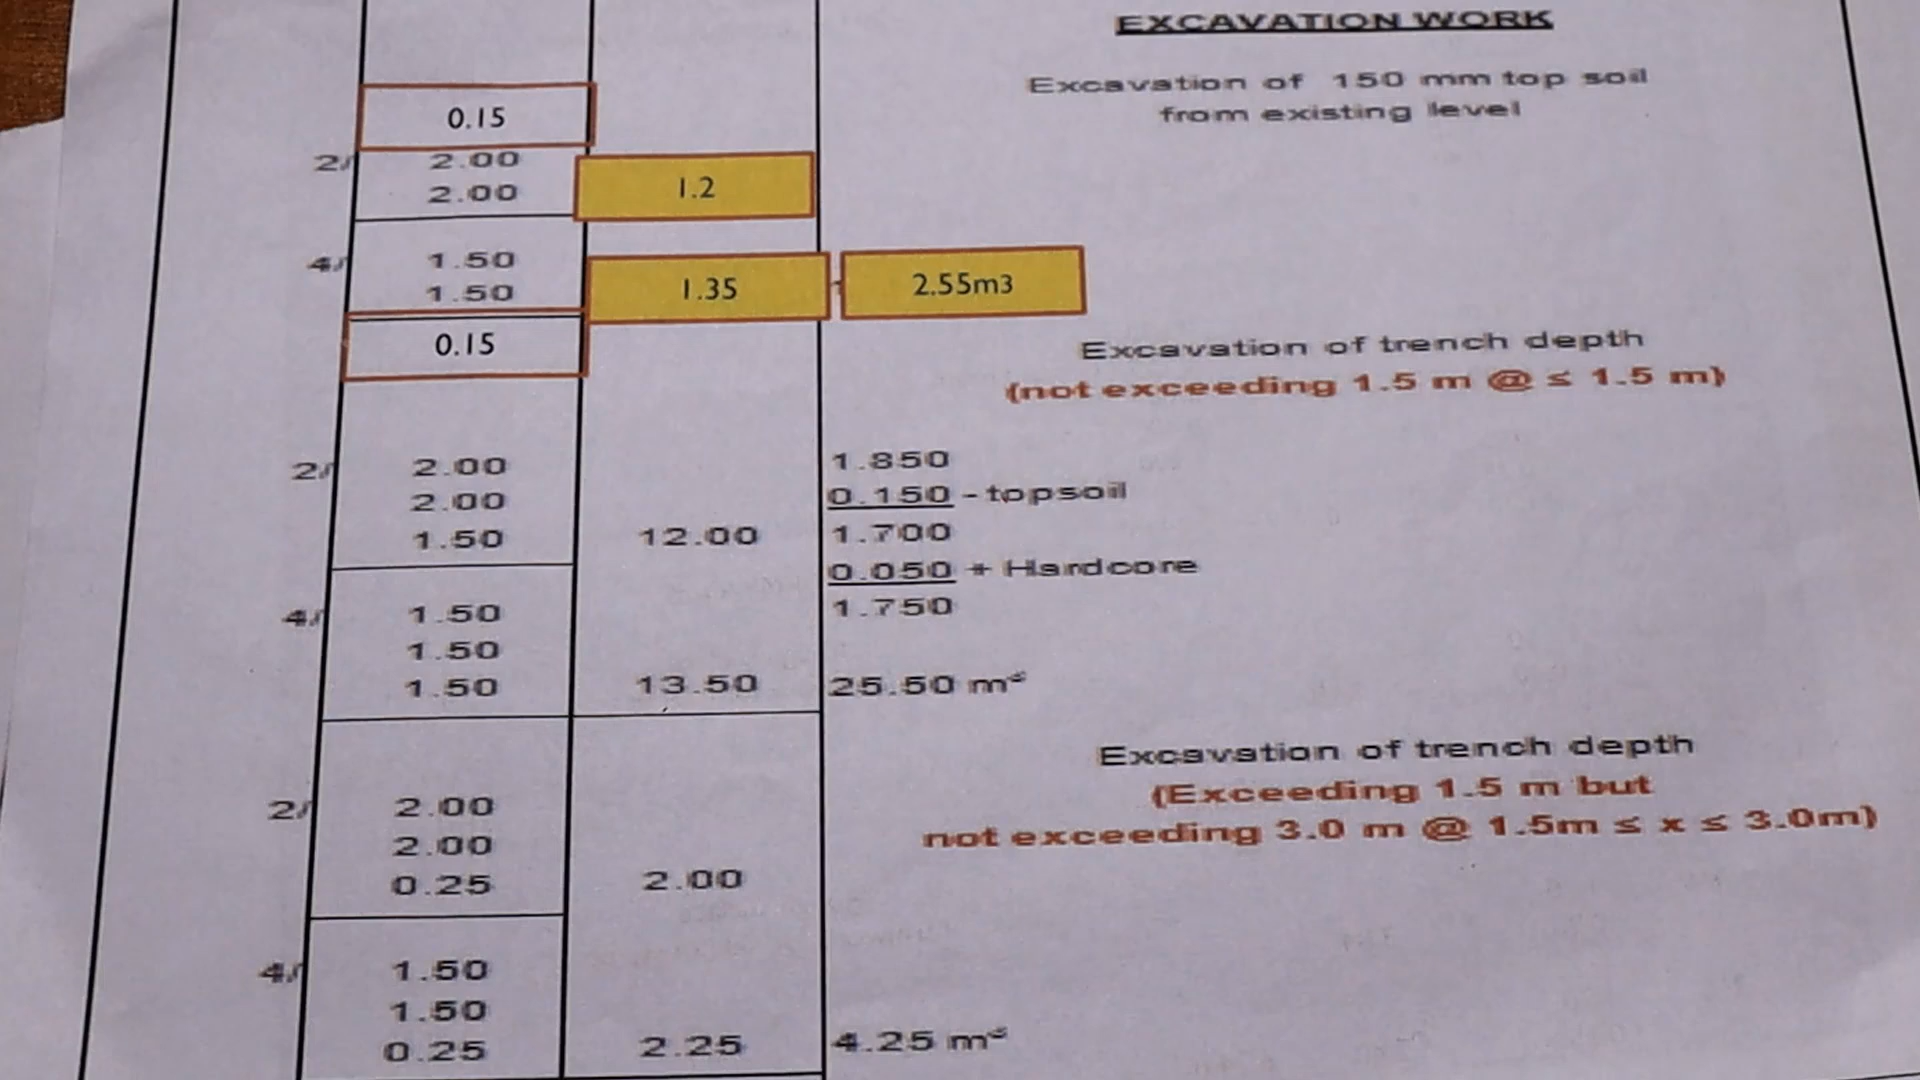 EXCAVATION WORK
Excavation of 150 mm top soil
from existing level
0.15
2/ 2.00
2.00 1.2
4/ 1.50
1.50 1.35 2.55m3
0.15
Excavation of trench depth
(not exceeding 1.5 m @ ≤ 1.5 m)
2/ 2.00 1.850
2.00 0.150 - topsoil
1.50 12.00 1.700
0.050 + Hardcore
4/ 1.50 1.750
1.50
1.50 13.50 25.50 m³
Excavation of trench depth
(Exceeding 1.5 m but
not exceeding 3.0 m @ 1.5m ≤ x ≤ 3.0m)
2/ 2.00
2.00
0.25 2.00
4/ 1.50
1.50
0.25 2.25 4.25 m³